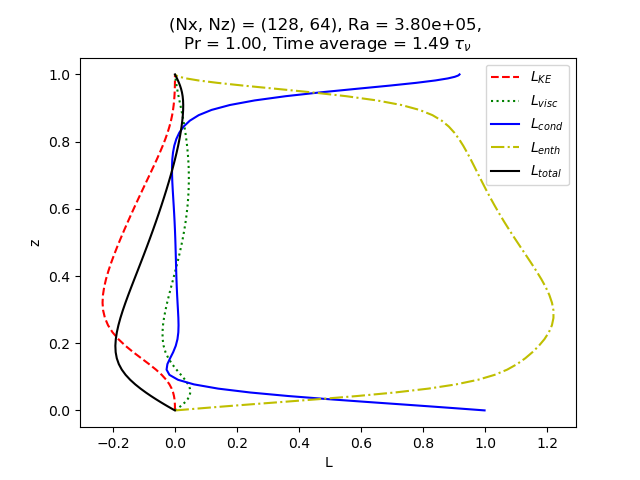 (Nx, Nz) = (128, 64), Ra = 3.80e+05,
Pr = 1.00, Time average = 1.49 τ_ν
1.0
0.8
0.6
0.4
0.2
0.0
z
−0.2
0.0
0.2
0.4
0.6
0.8
1.0
1.2
L
L_KE
L_visc
L_cond
L_enth
L_total